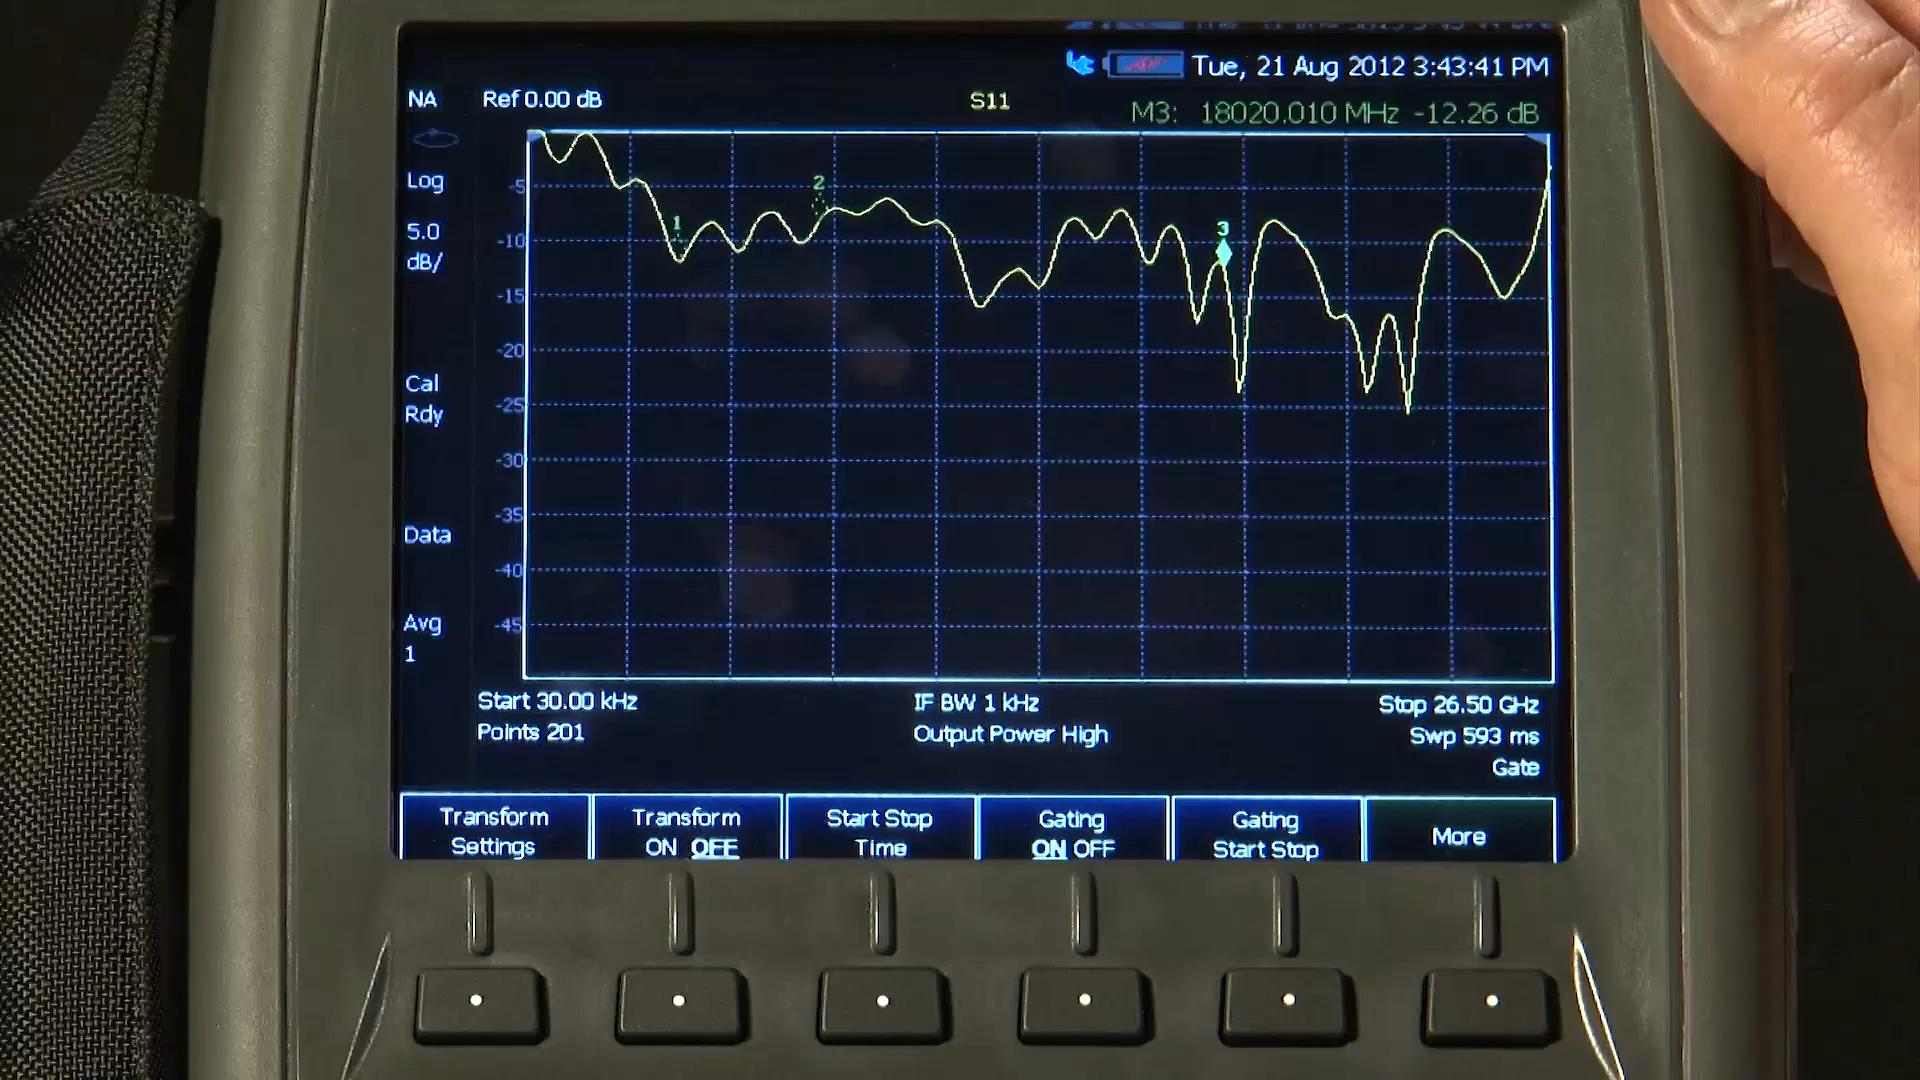 Tue, 21 Aug 2012 3:43:41 PM
NA
Ref 0.00 dB
S11
M3: 18020.010 MHz -12.26 dB
Log
5.0
dB/
Cal
Rdy
Data
Avg
1
-5
-10
-15
-20
-25
-30
-35
-40
-45
1
2
3
Start 30.00 kHz
IF BW 1 kHz
Stop 26.50 GHz
Points 201
Output Power High
Swp 593 ms
Gate
Transform
Settings
Transform
ON OFF
Start Stop
Time
Gating
ON OFF
Gating
Start Stop
More